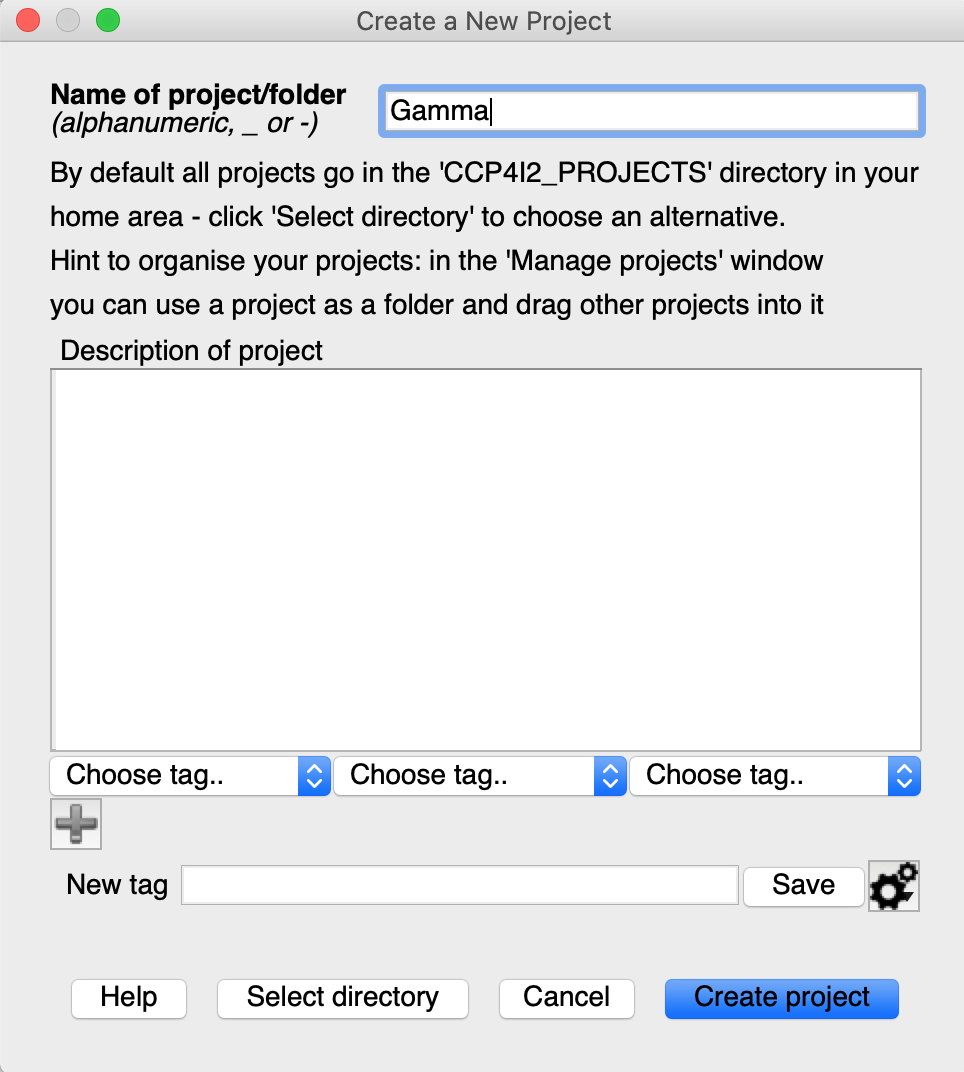 Create a New Project
Name of project/folder
(alphanumeric, _ or -)
Gamma
By default all projects go in the 'CCP4I2_PROJECTS' directory in your
home area - click 'Select directory' to choose an alternative.
Hint to organise your projects: in the 'Manage projects' window
you can use a project as a folder and drag other projects into it
Description of project
Choose tag.. Choose tag.. Choose tag..
New tag Save
Help Select directory Cancel Create project